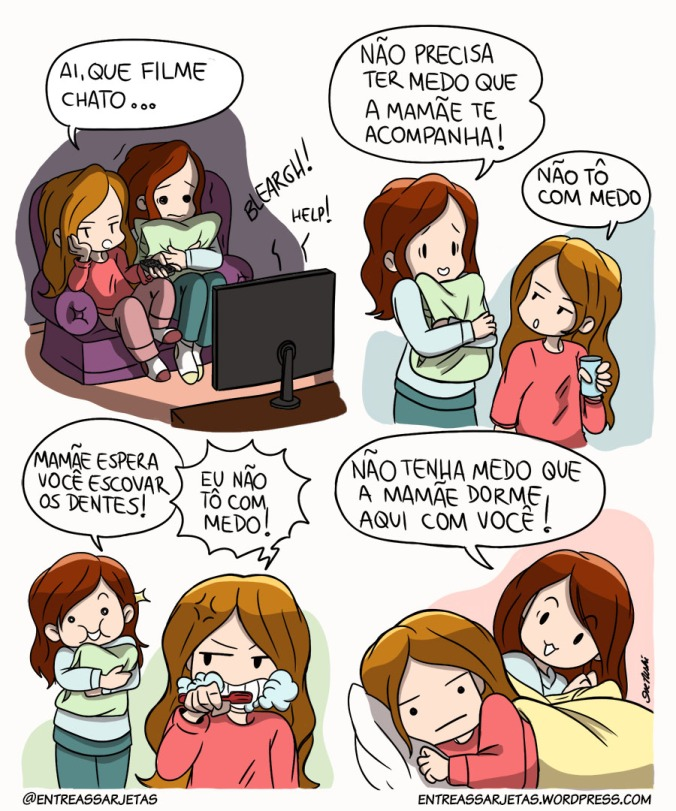 AI, QUE FILME
CHATO...
BLEARGH!
HELP!
NÃO PRECISA
TER MEDO QUE
A MAMÃE TE
ACOMPANHA!
NÃO TÔ
COM MEDO
MAMÃE ESPERA
VOCÊ ESCOVAR
OS DENTES!
EU NÃO
TÔ COM
MEDO!
NÃO TENHA MEDO QUE
A MAMÃE DORME
AQUI COM VOCÊ!
@ENTREASSARJETAS
ENTREASSARJETAS.WORDPRESS.COM